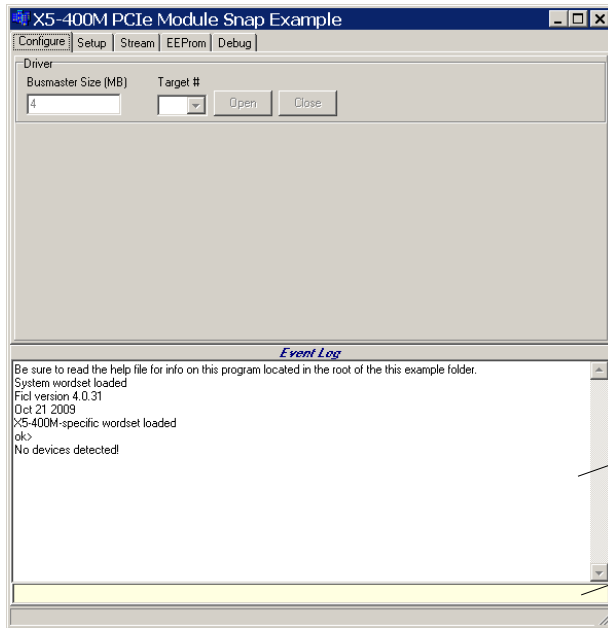 X5-400M PCIe Module Snap Example
Configure Setup Stream EEProm Debug
Driver
Busmaster Size (MB) Target #
4 Open Close
Event Log
Be sure to read the help file for info on this program located in the root of the this example folder.
System wordset loaded
Ficl version 4.0.31
Oct 21 2009
X5-400M-specific wordset loaded
ok>
No devices detected!